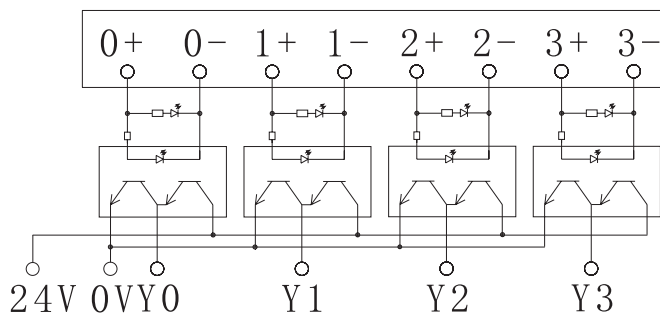 0+ 0- 1+ 1- 2+ 2- 3+ 3-
24V 0V Y0 Y1 Y2 Y3